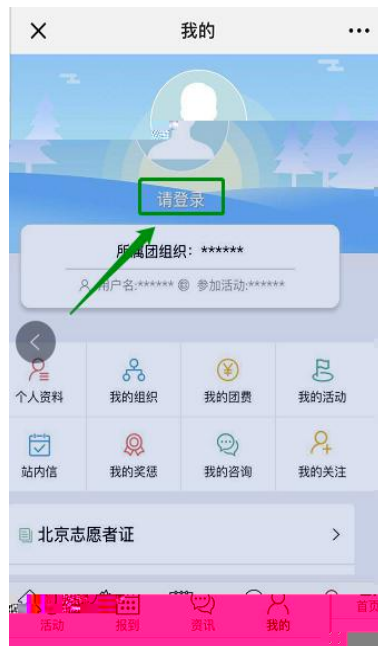 我的
请登录
所属团组织：******
用户名:****** 参加活动:******
个人资料 我的组织 我的团费 我的活动
站内信 我的奖惩 我的咨询 我的关注
北京志愿者证
首页
活动 报到 资讯 我的